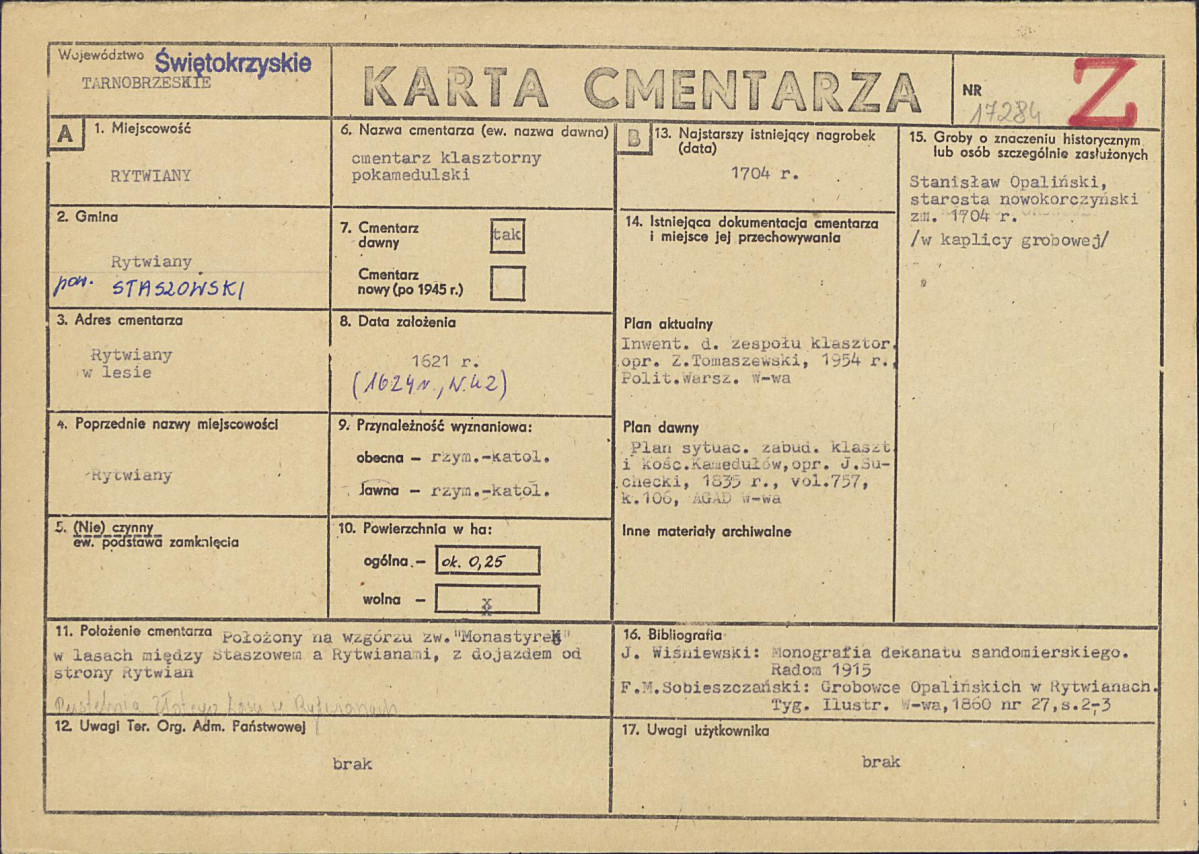 Województwo Świętokrzyskie
TARNOBRZESKIE
KARTA CMENTARZA
NR
17284
Z
A
1. Miejscowość
RYTWIANY
2. Gmina
Rytwiany
pow. STASZOWSKI
3. Adres cmentarza
Rytwiany
w lesie
4. Poprzednie nazwy miejscowości
Rytwiany
5. (Nie) czynny
ew. podstawa zamknięcia
6. Nazwa cmentarza (ew. nazwa dawna)
cmentarz klasztorny
pokamedulski
7. Cmentarz
dawny
tak
Cmentarz
nowy (po 1945 r.)
8. Data założenia
1621 r.
(1624 r., N.42)
9. Przynależność wyznaniowa:
obecna – rzym.-katol.
dawna – rzym.-katol.
10. Powierzchnia w ha:
ogólna – ok. 0,25
wolna – x
B
13. Najstarszy istniejący nagrobek
(data)
1704 r.
14. Istniejąca dokumentacja cmentarza
i miejsce jej przechowywania
Plan aktualny
Inwent. d. zespołu klasztor.
opr. Z.Tomaszewski, 1954 r.,
Polit.Warsz. W-wa
Plan dawny
Plan sytuac. zabud. klaszt.
i kośc.Kamedułów,opr. J.Su-
checki, 1835 r., vol.757,
k.106, AGAD W-wa
Inne materiały archiwalne
15. Groby o znaczeniu historycznym
lub osób szczególnie zasłużonych
Stanisław Opaliński,
starosta nowokorczyński
zm. 1704 r.
/w kaplicy grobowej/
11. Położenie cmentarza Położony na wzgórzu zw."Monastyrek"
w lasach między Staszowem a Rytwianami, z dojazdem od
strony Rytwian
Pustelnia Złotego Lasu w Rytwianach
12. Uwagi Ter. Org. Adm. Państwowej
brak
16. Bibliografia
J. Wiśniewski: Monografia dekanatu sandomierskiego.
Radom 1915
F.M.Sobieszczański: Grobowce Opalińskich w Rytwianach.
Tyg. Ilustr. W-wa,1860 nr 27,s.2-3
17. Uwagi użytkownika
brak